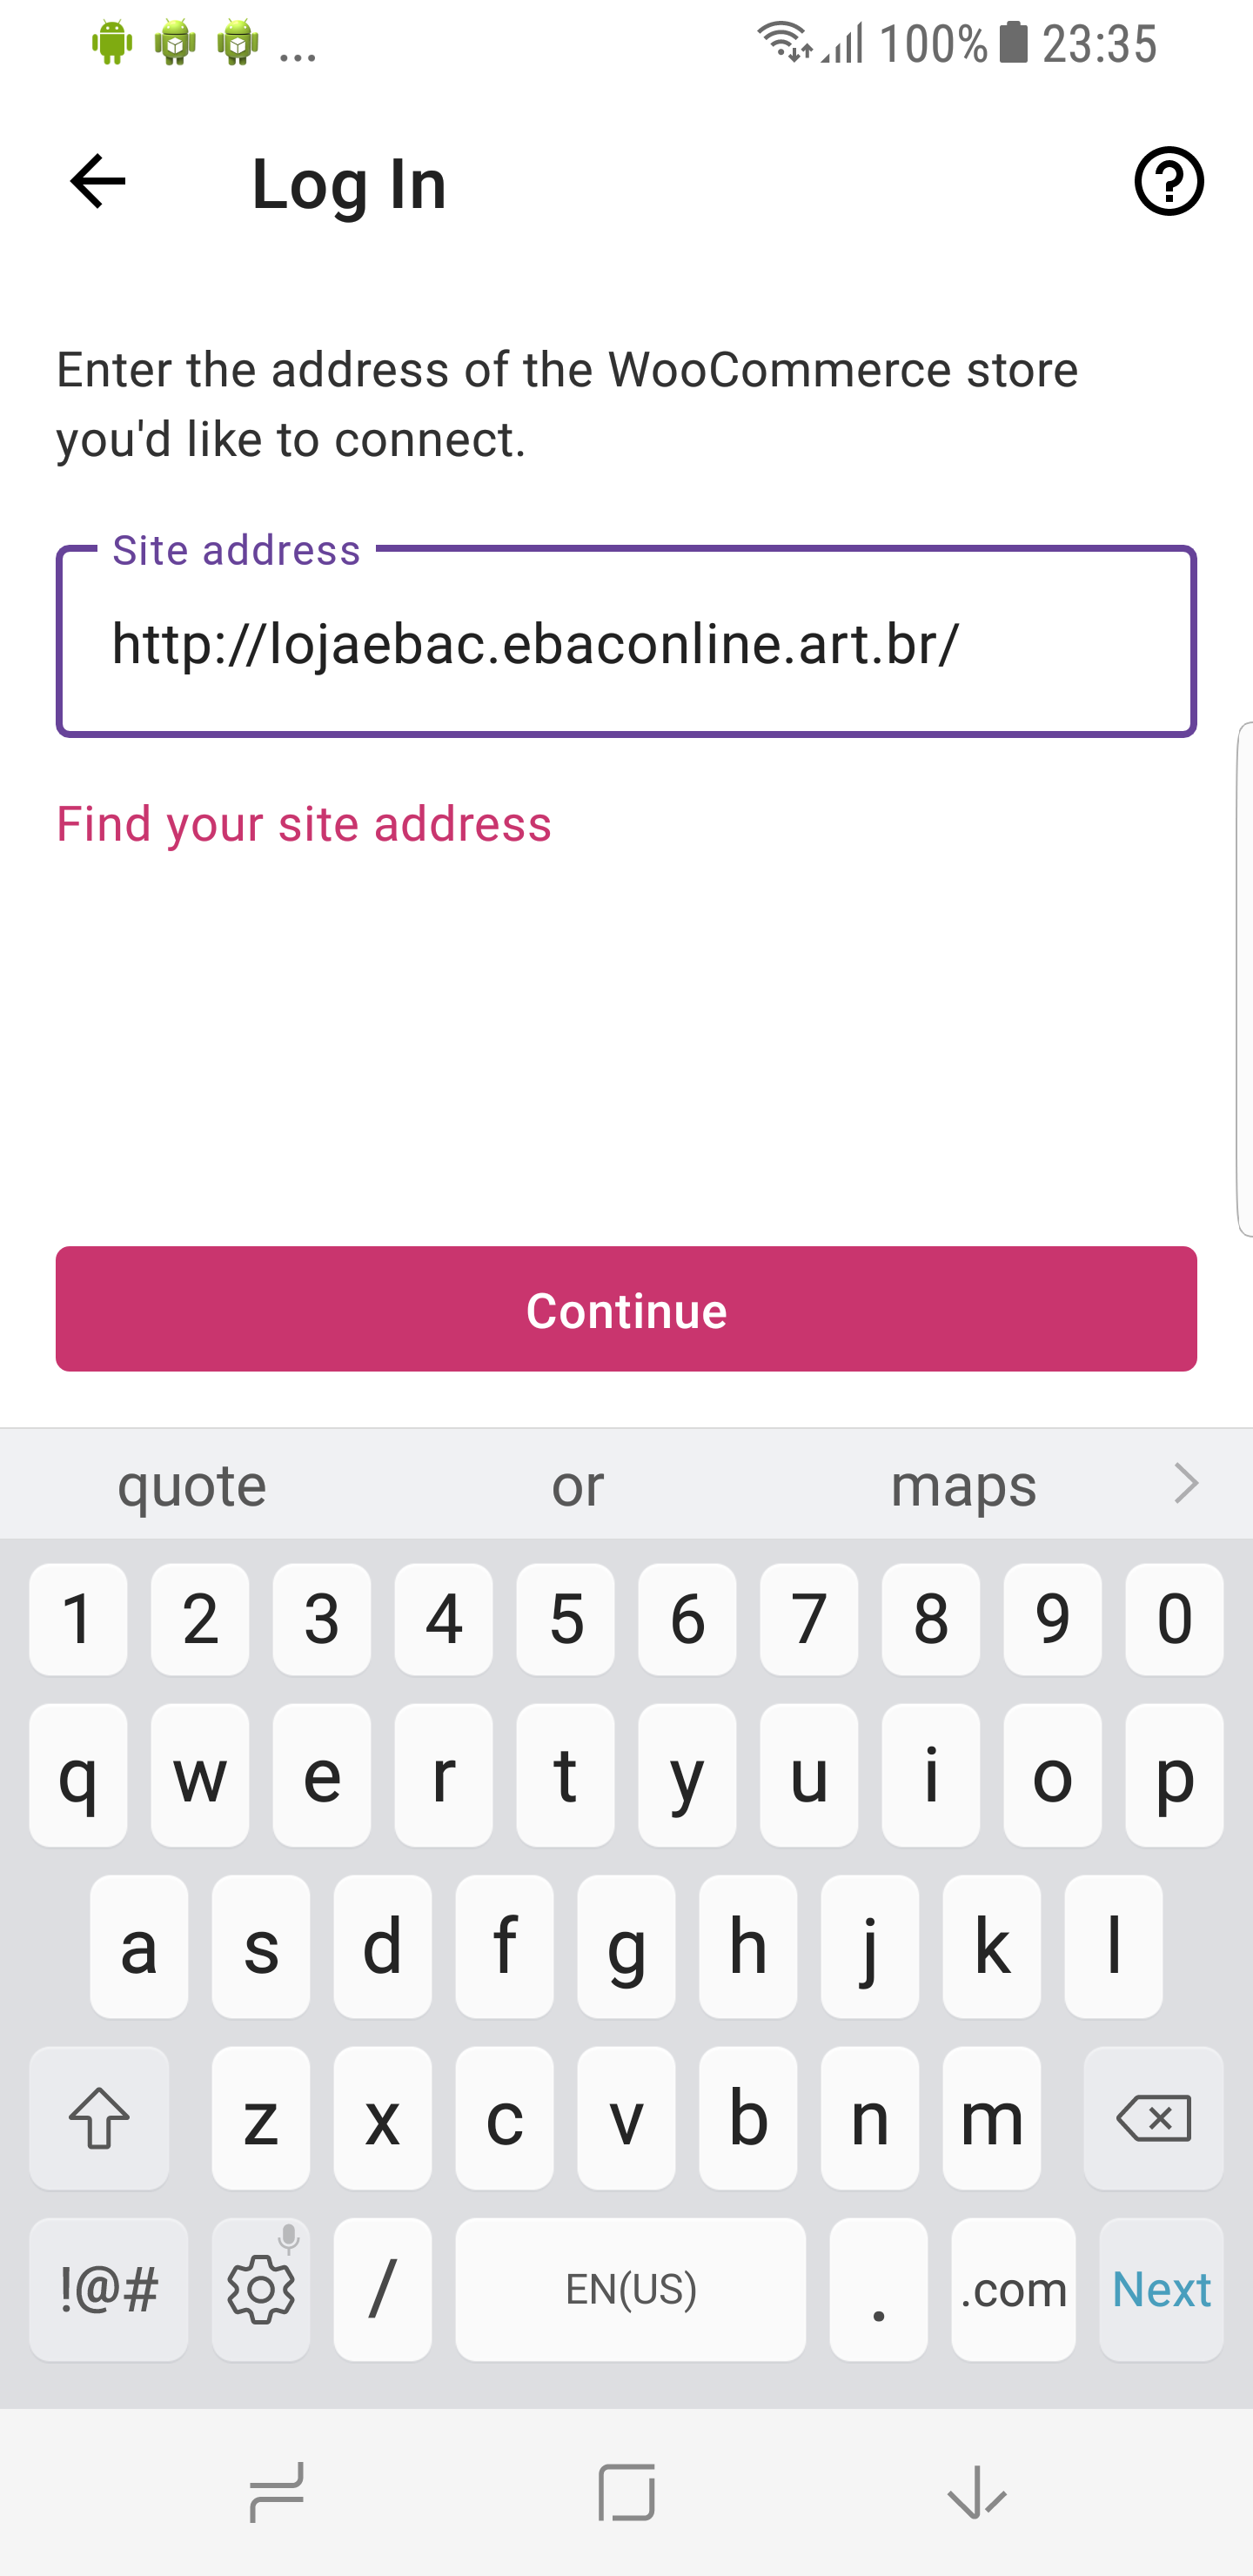 ... 100% 23:35
Log In
Enter the address of the WooCommerce store
you'd like to connect.
Site address
http://lojaebac.ebaconline.art.br/
Find your site address
Continue
quote or maps
1 2 3 4 5 6 7 8 9 0
q w e r t y u i o p
a s d f g h j k l
z x c v b n m
!@# / EN(US) . .com Next